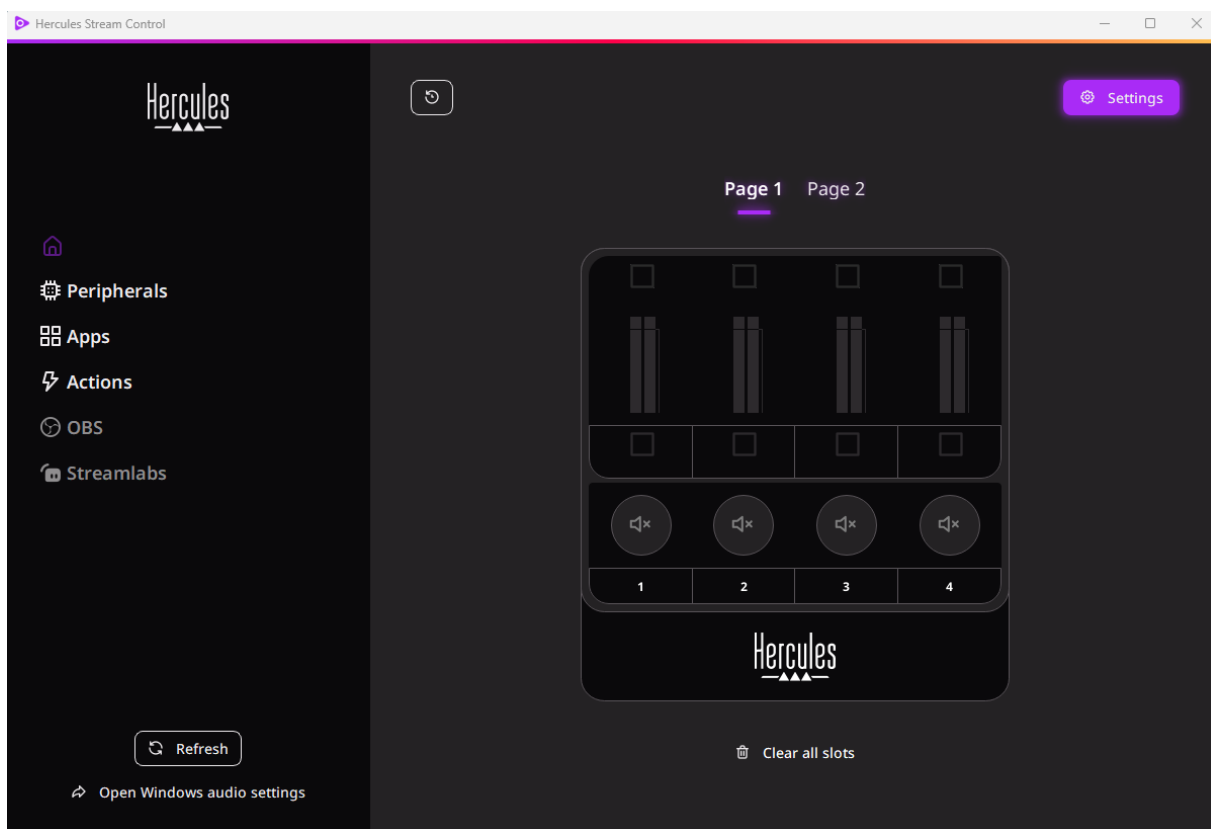 Hercules Stream Control
Hercules
Settings
Page 1 Page 2
Peripherals
Apps
Actions
OBS
Streamlabs
1 2 3 4
Hercules
Refresh
Clear all slots
Open Windows audio settings